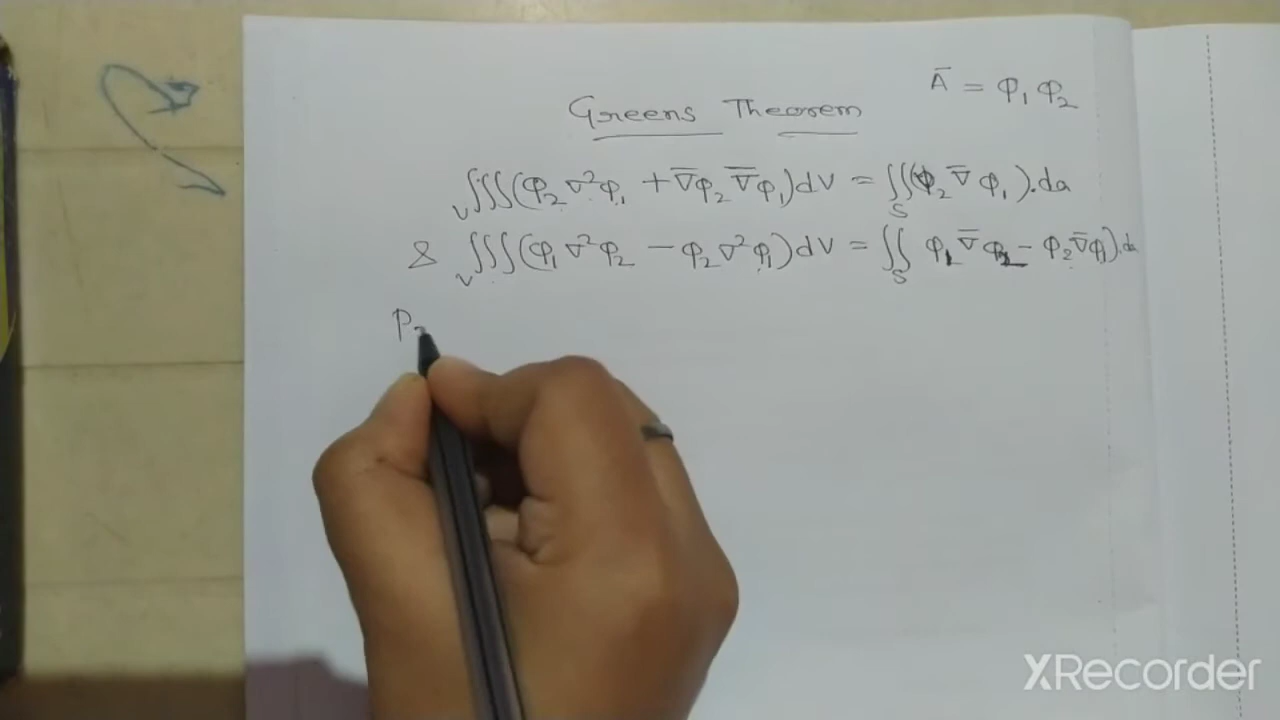 Greens Theorem
Ā = φ₁ φ₂
∫∫∫_V (φ₂ ∇²φ₁ + ∇̄φ₂ ∇̄φ₁) dV = ∫∫_S (φ₂ ∇̄ φ₁).da
& ∫∫∫_V (φ₁ ∇²φ₂ − φ₂ ∇²φ₁) dV = ∫∫_S φ₁ ∇̄ φ₂ − φ₂ ∇̄φ₁).da
XRecorder